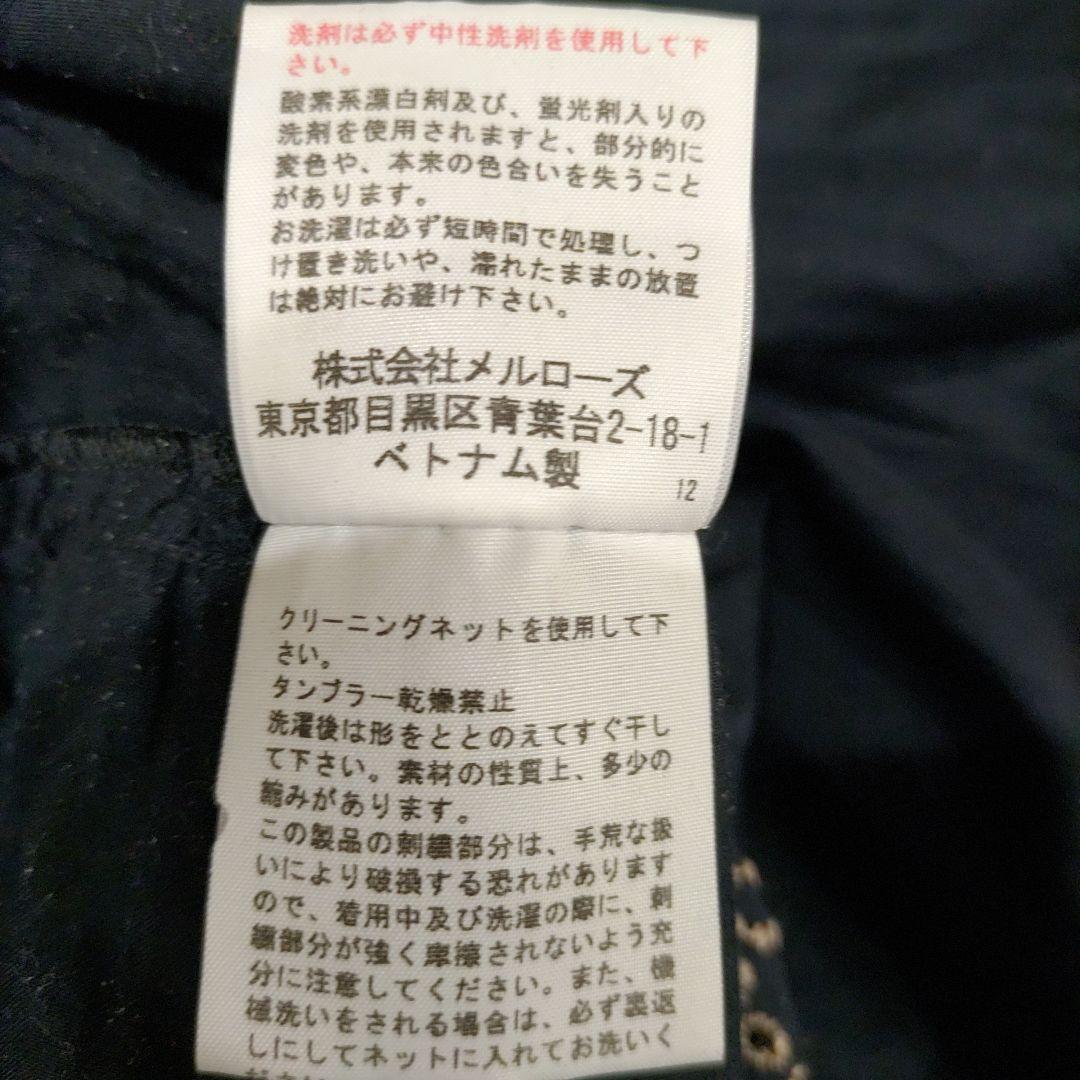 洗剤は必ず中性洗剤を使用して下
さい。
酸素系漂白剤及び、蛍光剤入りの
洗剤を使用されますと、部分的に
変色や、本来の色合いを失うこと
があります。
お洗濯は必ず短時間で処理し、つ
け置き洗いや、濡れたままの放置
は絶対にお避け下さい。
株式会社メルローズ
東京都目黒区青葉台2-18-1
ベトナム製
12
クリーニングネットを使用して下
さい。
タンブラー乾燥禁止
洗濯後は形をととのえてすぐ干し
て下さい。素材の性質上、多少の
縮みがあります。
この製品の刺繍部分は、手荒な扱
いにより破損する恐れがあります
ので、着用中及び洗濯の際に、刺
繍部分が強く摩擦されないよう充
分に注意してください。また、機
械洗いをされる場合は、必ず裏返
しにしてネットに入れてお洗いく